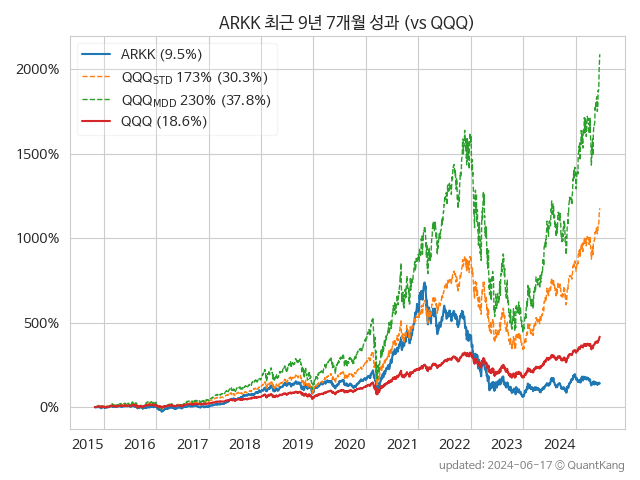 ARKK 최근 9년 7개월 성과 (vs QQQ)
ARKK (9.5%)
QQQSTD 173% (30.3%)
QQQMDD 230% (37.8%)
QQQ (18.6%)
2000%
1500%
1000%
500%
0%
2015 2016 2017 2018 2019 2020 2021 2022 2023 2024
updated: 2024-06-17 © QuantKang